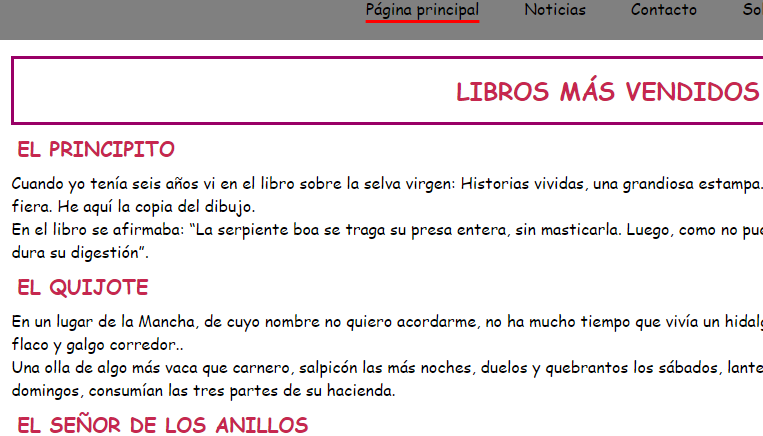 Página principal Noticias Contacto
LIBROS MÁS VENDIDOS
EL PRINCIPITO
Cuando yo tenía seis años vi en el libro sobre la selva virgen: Historias vividas, una grandiosa estampa.
fiera. He aquí la copia del dibujo.
En el libro se afirmaba: “La serpiente boa se traga su presa entera, sin masticarla. Luego, como no
dura su digestión”.
EL QUIJOTE
En un lugar de la Mancha, de cuyo nombre no quiero acordarme, no ha mucho tiempo que vivía un
flaco y galgo corredor..
Una olla de algo más vaca que carnero, salpicón las más noches, duelos y quebrantos los sábados,
domingos, consumían las tres partes de su hacienda.
EL SEÑOR DE LOS ANILLOS